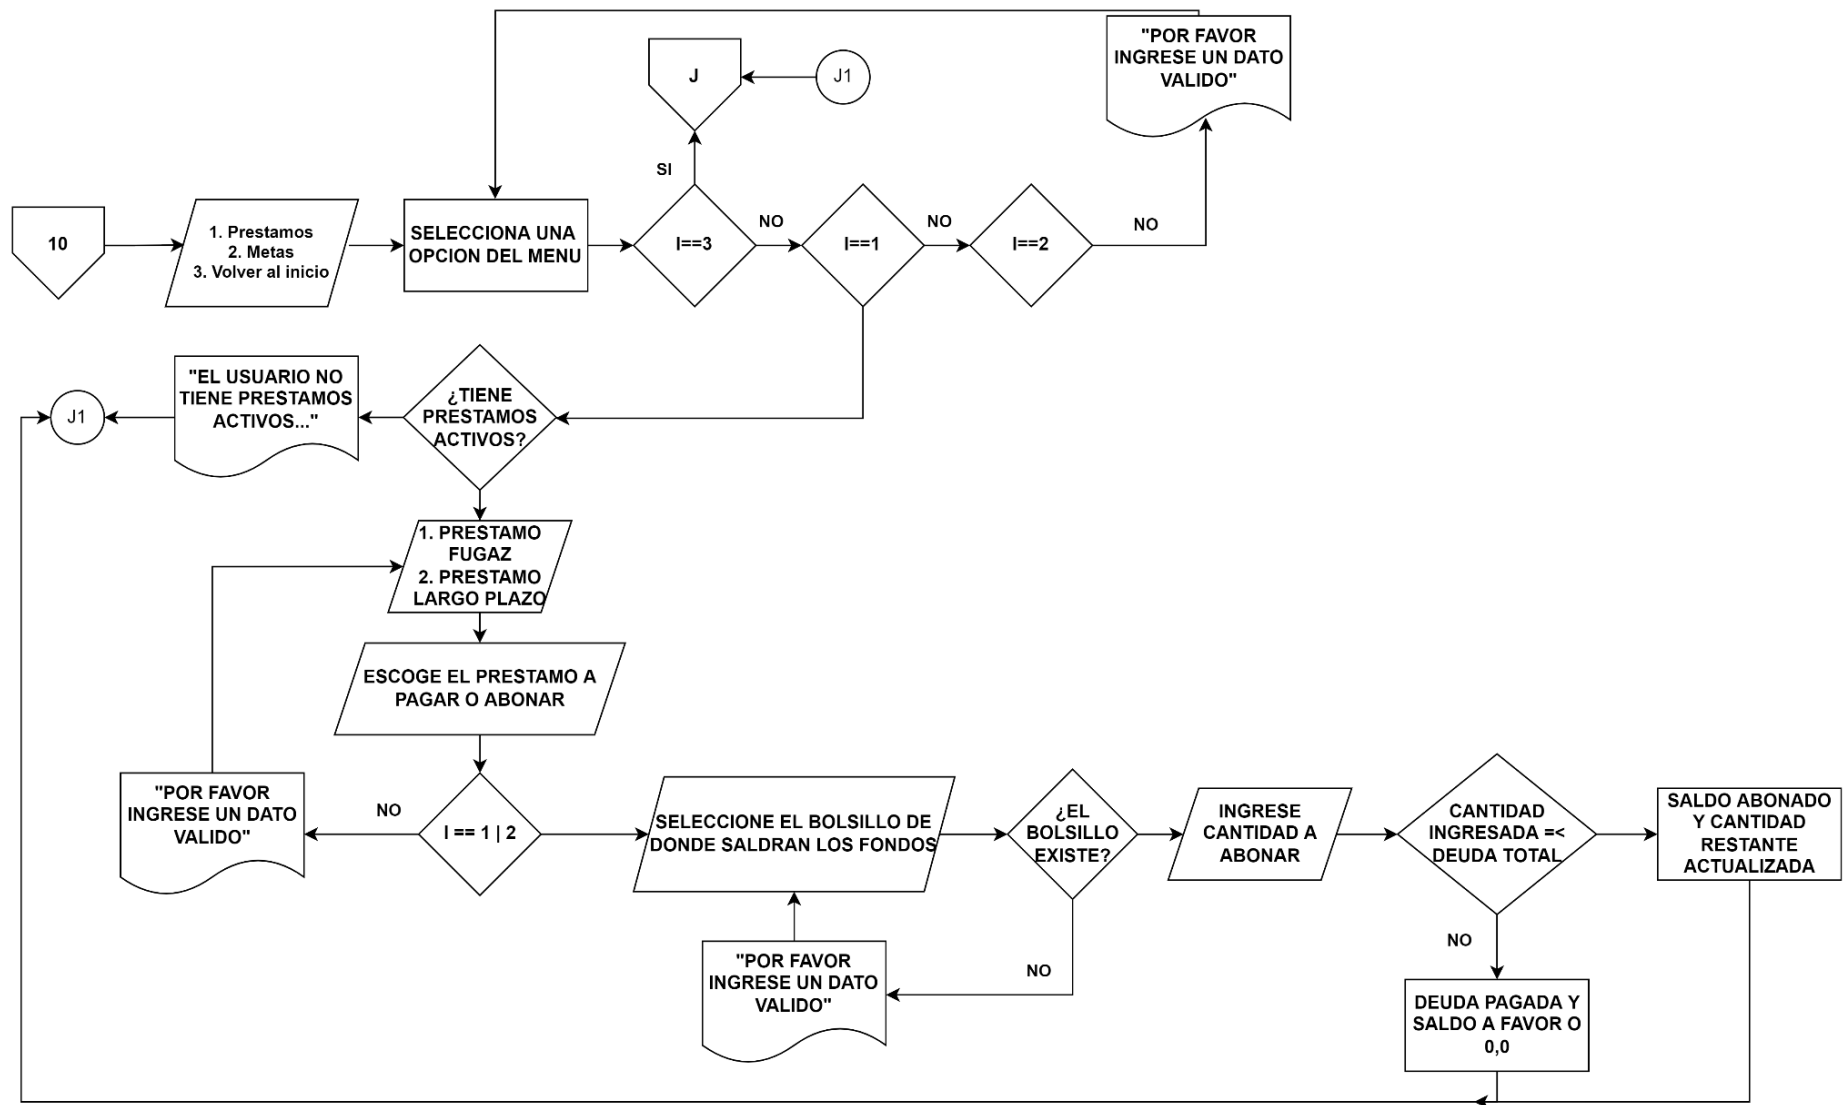 "POR FAVOR
INGRESE UN DATO
VALIDO"
J
J1
SI
10
1. Prestamos
2. Metas
3. Volver al inicio
SELECCIONA UNA
OPCION DEL MENU
I==3
NO
I==1
NO
I==2
NO
J1
"EL USUARIO NO
TIENE PRESTAMOS
ACTIVOS..."
¿TIENE
PRESTAMOS
ACTIVOS?
1. PRESTAMO
FUGAZ
2. PRESTAMO
LARGO PLAZO
ESCOGE EL PRESTAMO A
PAGAR O ABONAR
"POR FAVOR
INGRESE UN DATO
VALIDO"
NO
I == 1 | 2
SELECCIONE EL BOLSILLO DE
DONDE SALDRAN LOS FONDOS
¿EL
BOLSILLO
EXISTE?
INGRESE
CANTIDAD A
ABONAR
CANTIDAD
INGRESADA =<
DEUDA TOTAL
SALDO ABONADO
Y CANTIDAD
RESTANTE
ACTUALIZADA
"POR FAVOR
INGRESE UN DATO
VALIDO"
NO
NO
DEUDA PAGADA Y
SALDO A FAVOR O
0,0